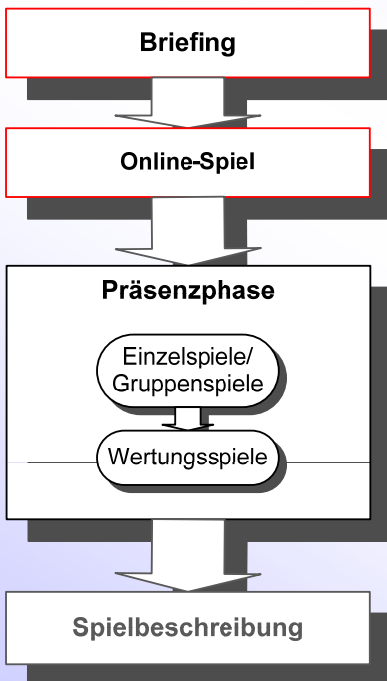 Briefing
Online-Spiel
Präsenzphase
Einzelspiele/
Gruppenspiele
Wertungsspiele
Spielbeschreibung